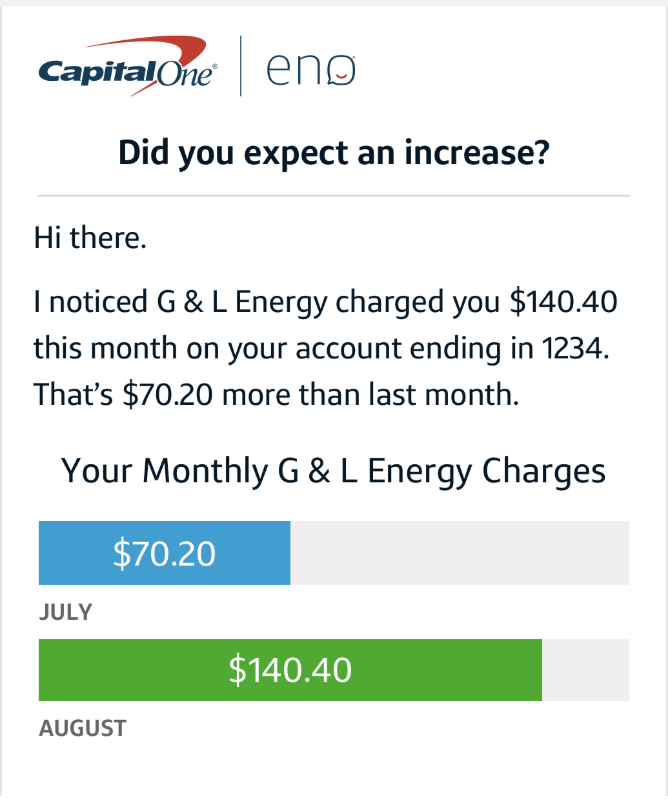 CapitalOne® eno
Did you expect an increase?
Hi there.
I noticed G & L Energy charged you $140.40
this month on your account ending in 1234.
That’s $70.20 more than last month.
Your Monthly G & L Energy Charges
$70.20
JULY
$140.40
AUGUST